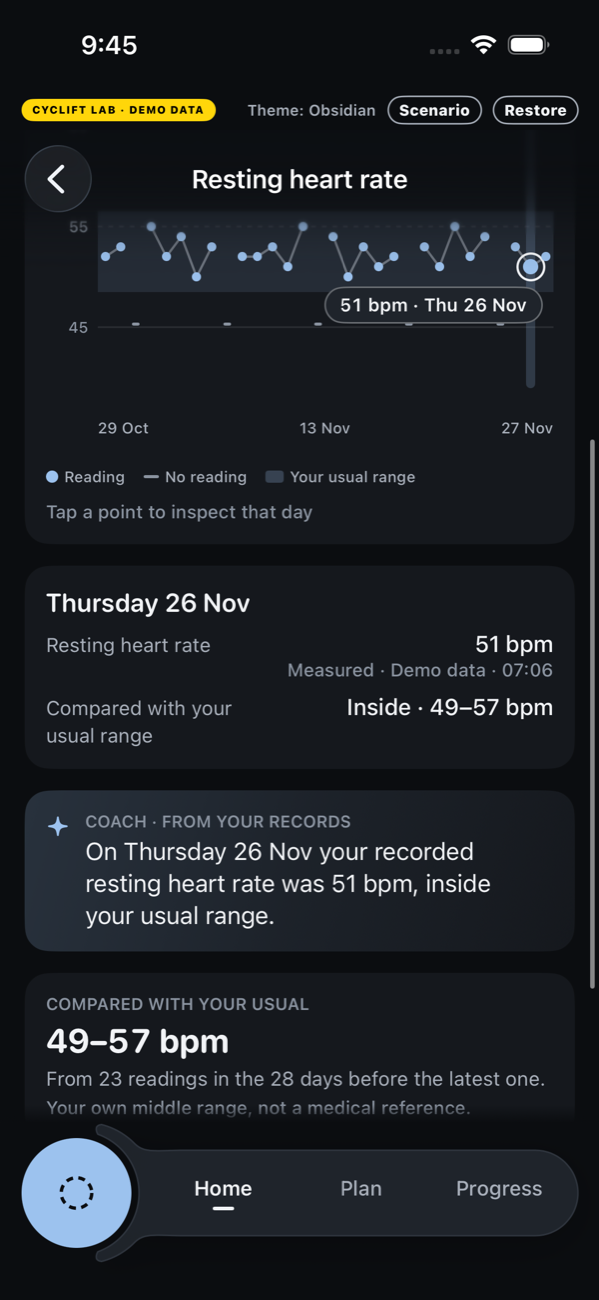 9:45
CYCLIFT LAB · DEMO DATA
Theme: Obsidian
Scenario
Restore
Resting heart rate
55
51 bpm · Thu 26 Nov
45
29 Oct
13 Nov
27 Nov
Reading
No reading
Your usual range
Tap a point to inspect that day
Thursday 26 Nov
Resting heart rate
51 bpm
Measured · Demo data · 07:06
Compared with your
usual range
Inside · 49–57 bpm
COACH · FROM YOUR RECORDS
On Thursday 26 Nov your recorded
resting heart rate was 51 bpm, inside
your usual range.
COMPARED WITH YOUR USUAL
49–57 bpm
From 23 readings in the 28 days before the latest one.
Your own middle range, not a medical reference.
Home
Plan
Progress